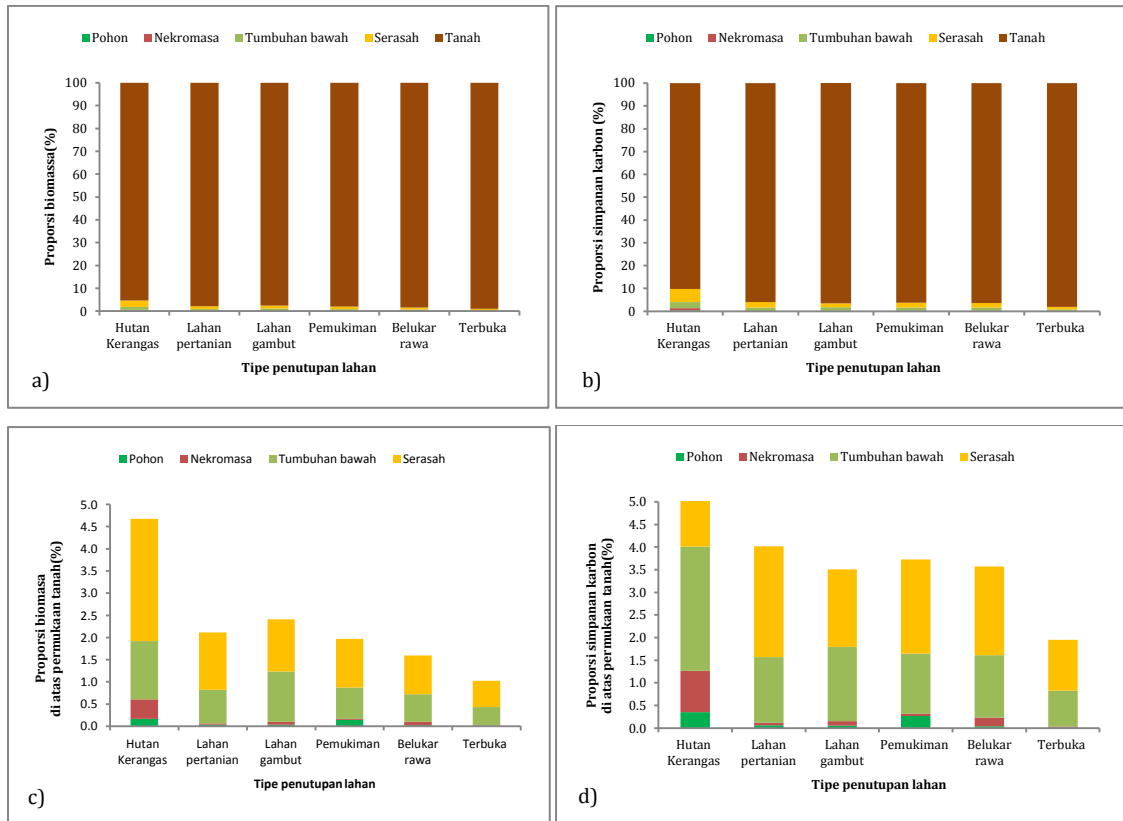 Pohon Nekromasa Tumbuhan bawah Serasah Tanah
Proporsi biomassa(%)
100
90
80
70
60
50
40
30
20
10
0
Hutan Kerangas
Lahan pertanian
Lahan gambut
Pemukiman
Belukar rawa
Terbuka
Tipe penutupan lahan
a)
Pohon Nekromasa Tumbuhan bawah Serasah Tanah
Proporsi simpanan karbon (%)
100
90
80
70
60
50
40
30
20
10
0
Hutan Kerangas
Lahan pertanian
Lahan gambut
Pemukiman
Belukar rawa
Terbuka
Tipe penutupan lahan
b)
Pohon Nekromasa Tumbuhan bawah Serasah
Proporsi biomasa
di atas permukaan tanah(%)
5.0
4.5
4.0
3.5
3.0
2.5
2.0
1.5
1.0
0.5
0.0
Hutan Kerangas
Lahan pertanian
Lahan gambut
Pemukiman
Belukar rawa
Terbuka
Tipe penutupan lahan
c)
Pohon Nekromasa Tumbuhan bawah Serasah
Proporsi simpanan karbon
di atas permukaan tanah(%)
5.0
4.5
4.0
3.5
3.0
2.5
2.0
1.5
1.0
0.5
0.0
Hutan Kerangas
Lahan pertanian
Lahan gambut
Pemukiman
Belukar rawa
Terbuka
Tipe penutupan lahan
d)